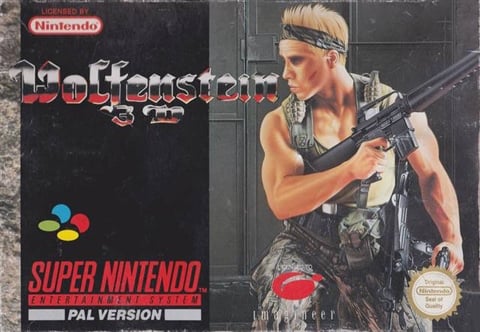 LICENSED BY
Nintendo
Wolfenstein
3D
SUPER NINTENDO
ENTERTAINMENT SYSTEM
PAL VERSION
imagineer
Original
Nintendo
Seal of
Quality